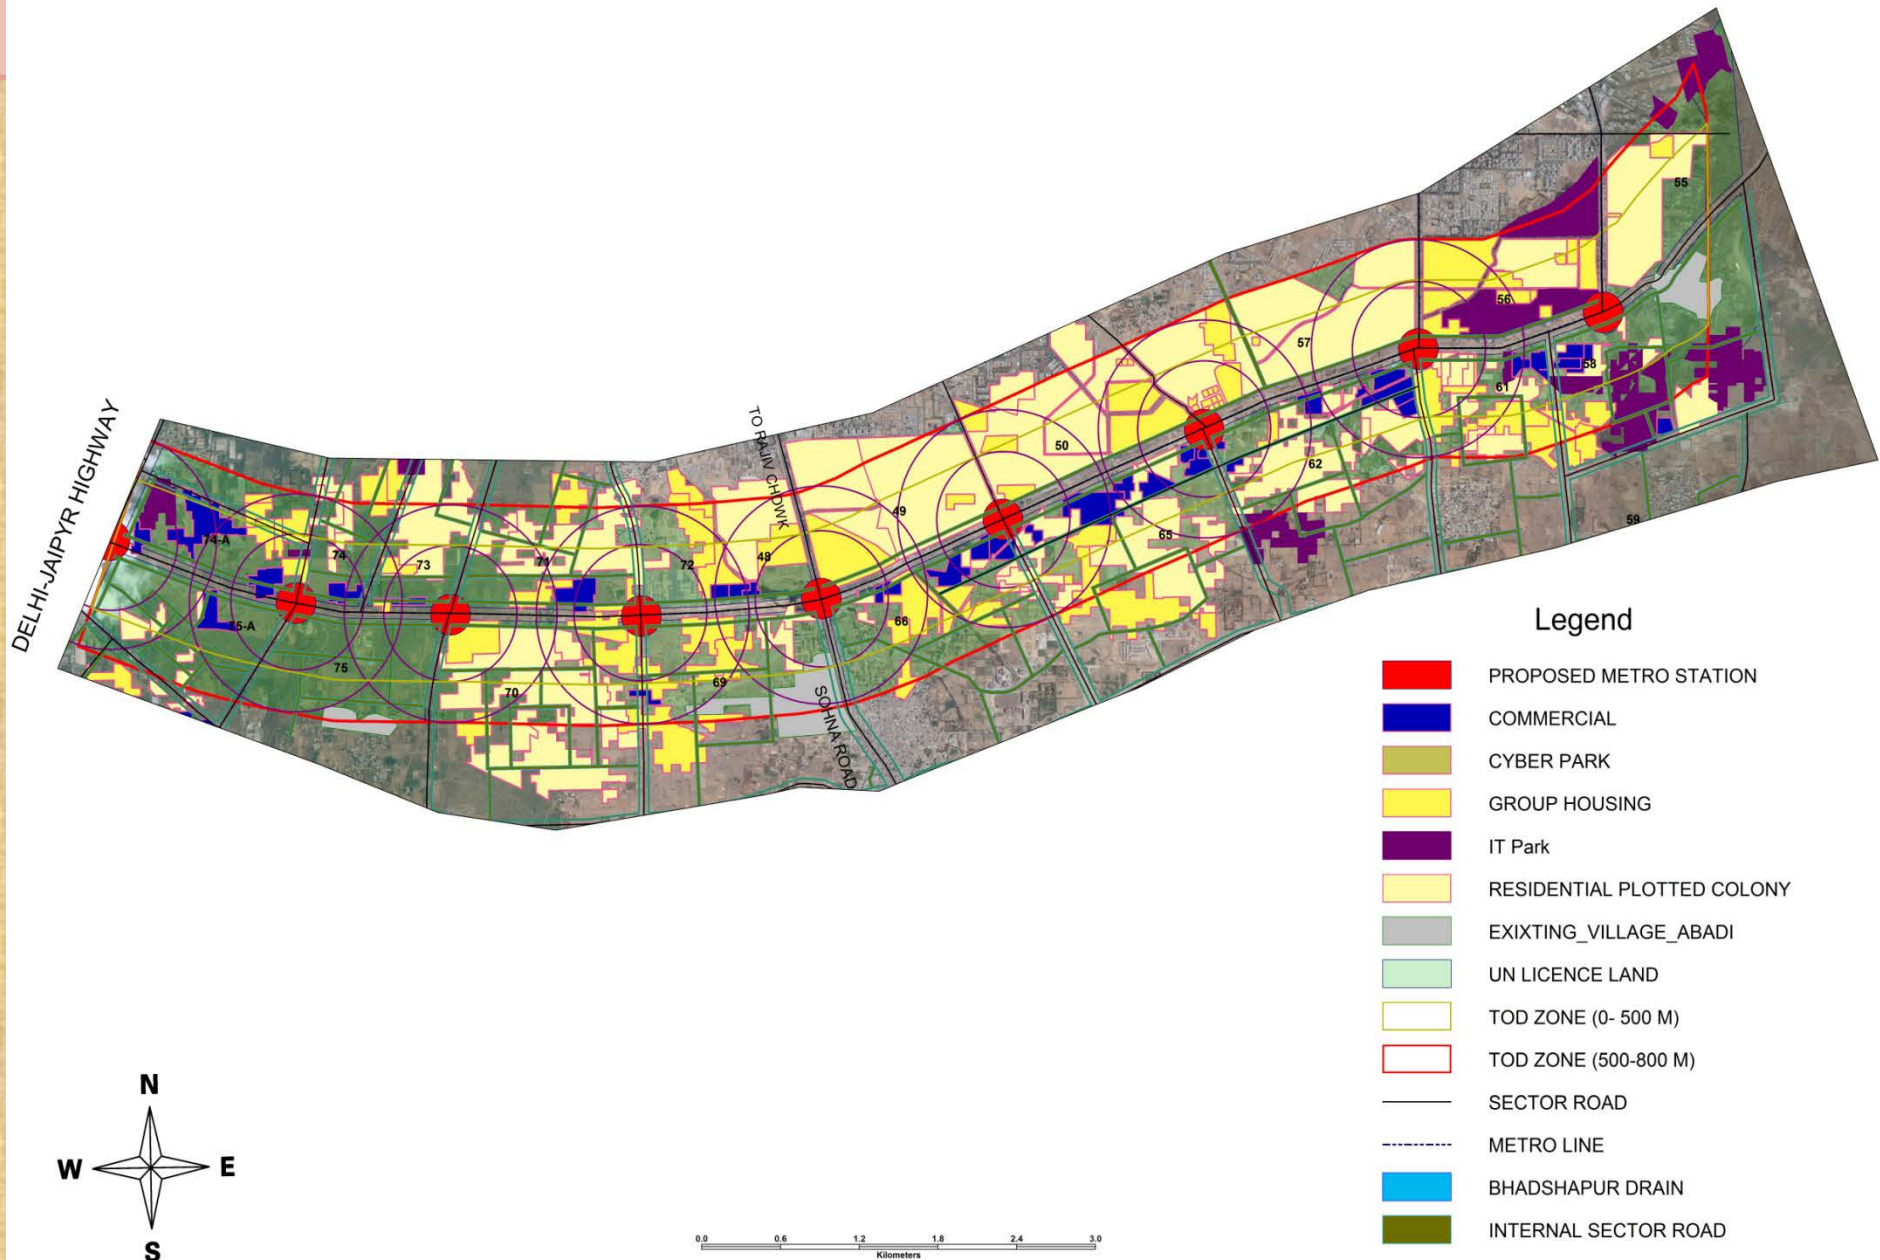 DELHI-JAIPYR HIGHWAY
TO RAJIV CHOWK
SOHNA ROAD
55
56
57
58
61
50
62
49
65
59
48
72
71
73
74
74-A
66
75-A
75
70
69
Legend
PROPOSED METRO STATION
COMMERCIAL
CYBER PARK
GROUP HOUSING
IT Park
RESIDENTIAL PLOTTED COLONY
EXIXTING_VILLAGE_ABADI
UN LICENCE LAND
TOD ZONE (0- 500 M)
TOD ZONE (500-800 M)
SECTOR ROAD
METRO LINE
BHADSHAPUR DRAIN
INTERNAL SECTOR ROAD
N
W E
S
0.0 0.6 1.2 1.8 2.4 3.0
Kilometers